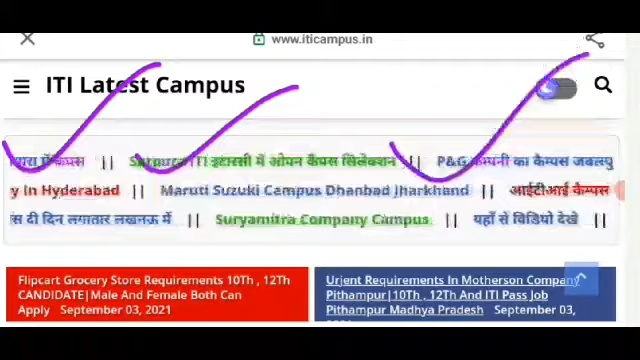 www.iticampus.in
ITI Latest Campus
में कैंपस || Satpura ITI इटारसी में ओपन कैंपस सिलेक्शन || P&G कम्पनी का कैम्पस जबलपु
y In Hyderabad || Maruti Suzuki Campus Dhanbad Jharkhand || आईटीआई कैम्पस
दी दिन लगातार लखनऊ में || Suryamitra Company Campus || यहाँ से विडियो देखे ||
Flipcart Grocery Store Requirements 10Th , 12Th
CANDIDATE|Male And Female Both Can
Apply September 03, 2021
Urjent Requirements In Motherson Company
Pithampur|10Th , 12Th And ITI Pass Job
Pithampur Madhya Pradesh September 03,